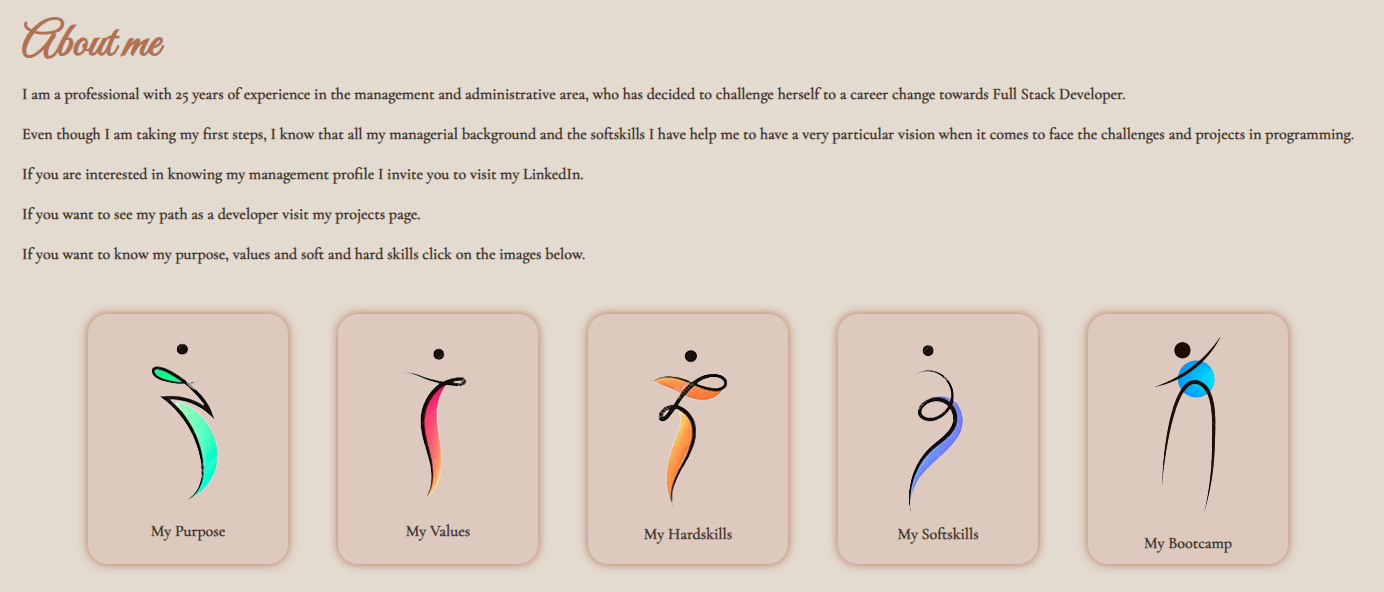 About me
I am a professional with 25 years of experience in the management and administrative area, who has decided to challenge herself to a career change towards Full Stack Developer.
Even though I am taking my first steps, I know that all my managerial background and the softskills I have help me to have a very particular vision when it comes to face the challenges and projects in programming.
If you are interested in knowing my management profile I invite you to visit my LinkedIn.
If you want to see my path as a developer visit my projects page.
If you want to know my purpose, values and soft and hard skills click on the images below.
My Purpose
My Values
My Hardskills
My Softskills
My Bootcamp